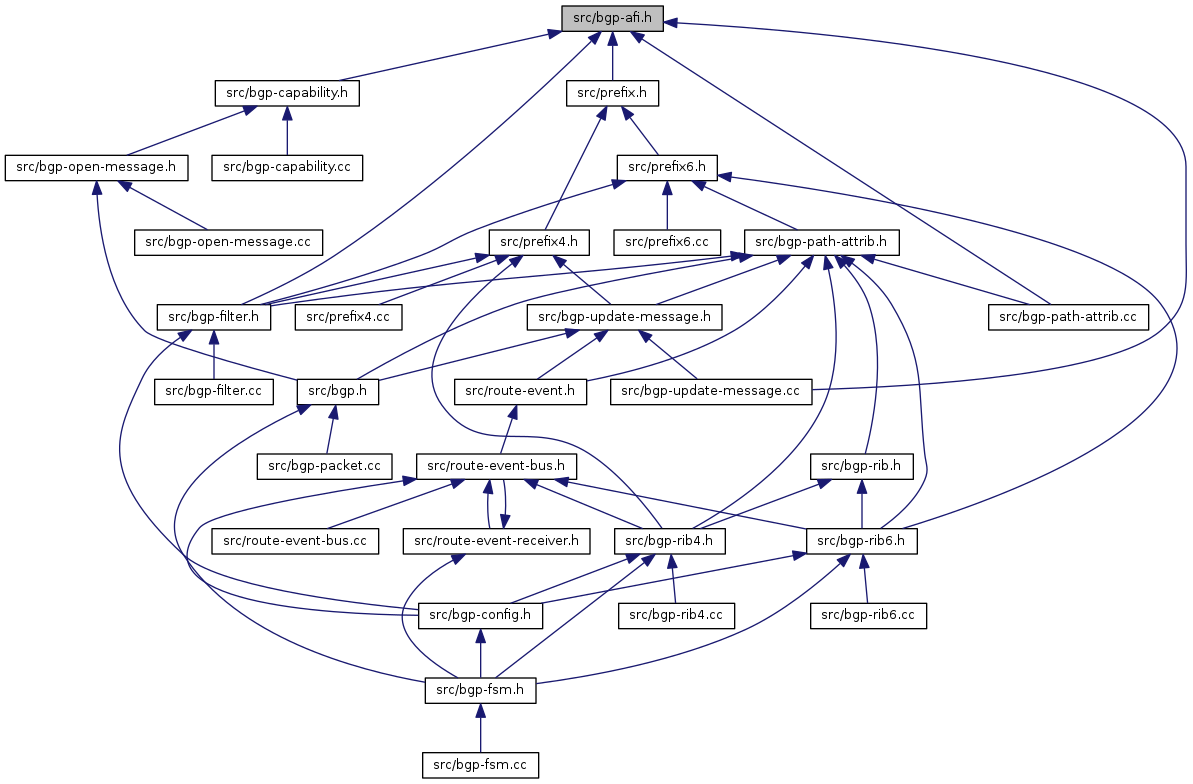 src/bgp-afi.h
src/bgp-capability.h
src/prefix.h
src/bgp-open-message.h
src/bgp-capability.cc
src/prefix6.h
src/bgp-open-message.cc
src/prefix4.h
src/prefix6.cc
src/bgp-path-attrib.h
src/bgp-filter.h
src/prefix4.cc
src/bgp-update-message.h
src/bgp-path-attrib.cc
src/bgp-filter.cc
src/bgp.h
src/route-event.h
src/bgp-update-message.cc
src/bgp-packet.cc
src/route-event-bus.h
src/bgp-rib.h
src/route-event-bus.cc
src/route-event-receiver.h
src/bgp-rib4.h
src/bgp-rib6.h
src/bgp-config.h
src/bgp-rib4.cc
src/bgp-rib6.cc
src/bgp-fsm.h
src/bgp-fsm.cc